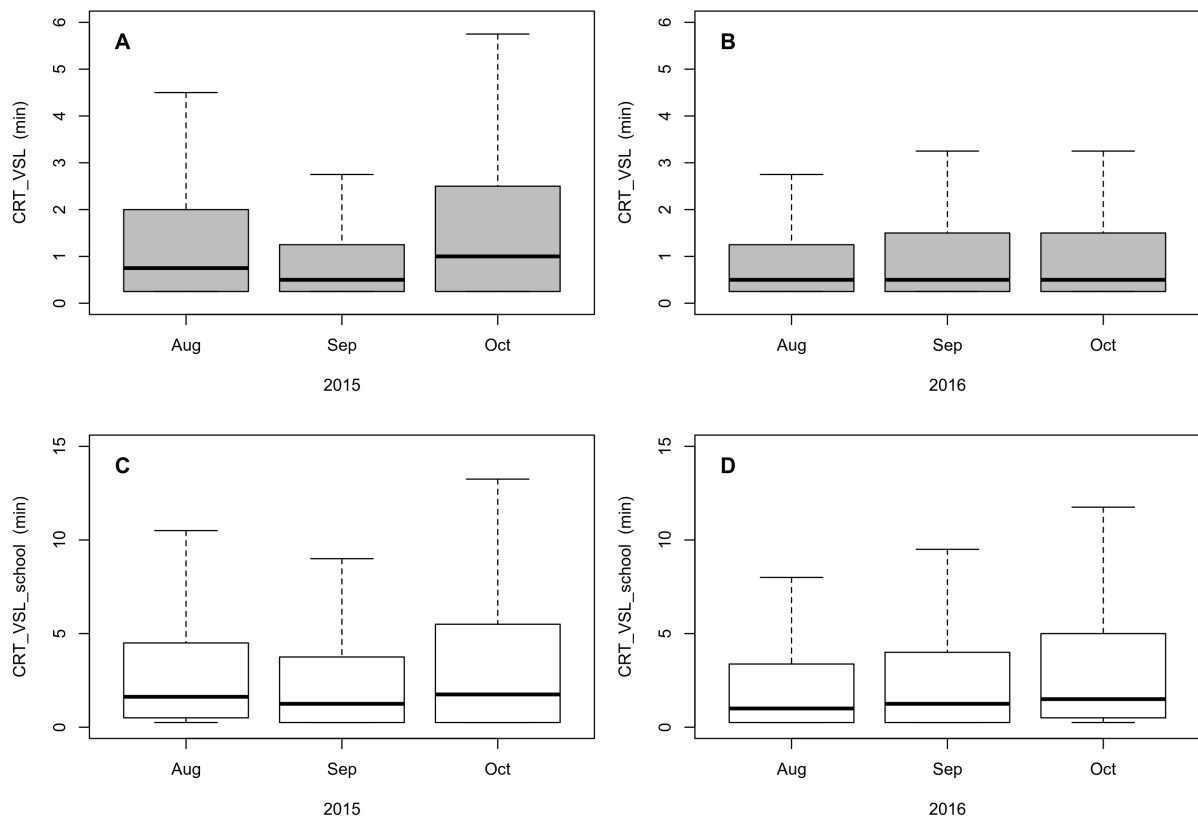 A
CRT_VSL (min)
0 1 2 3 4 5 6
Aug Sep Oct
2015
B
CRT_VSL (min)
0 1 2 3 4 5 6
Aug Sep Oct
2016
C
CRT_VSL_school (min)
0 5 10 15
Aug Sep Oct
2015
D
CRT_VSL_school (min)
0 5 10 15
Aug Sep Oct
2016